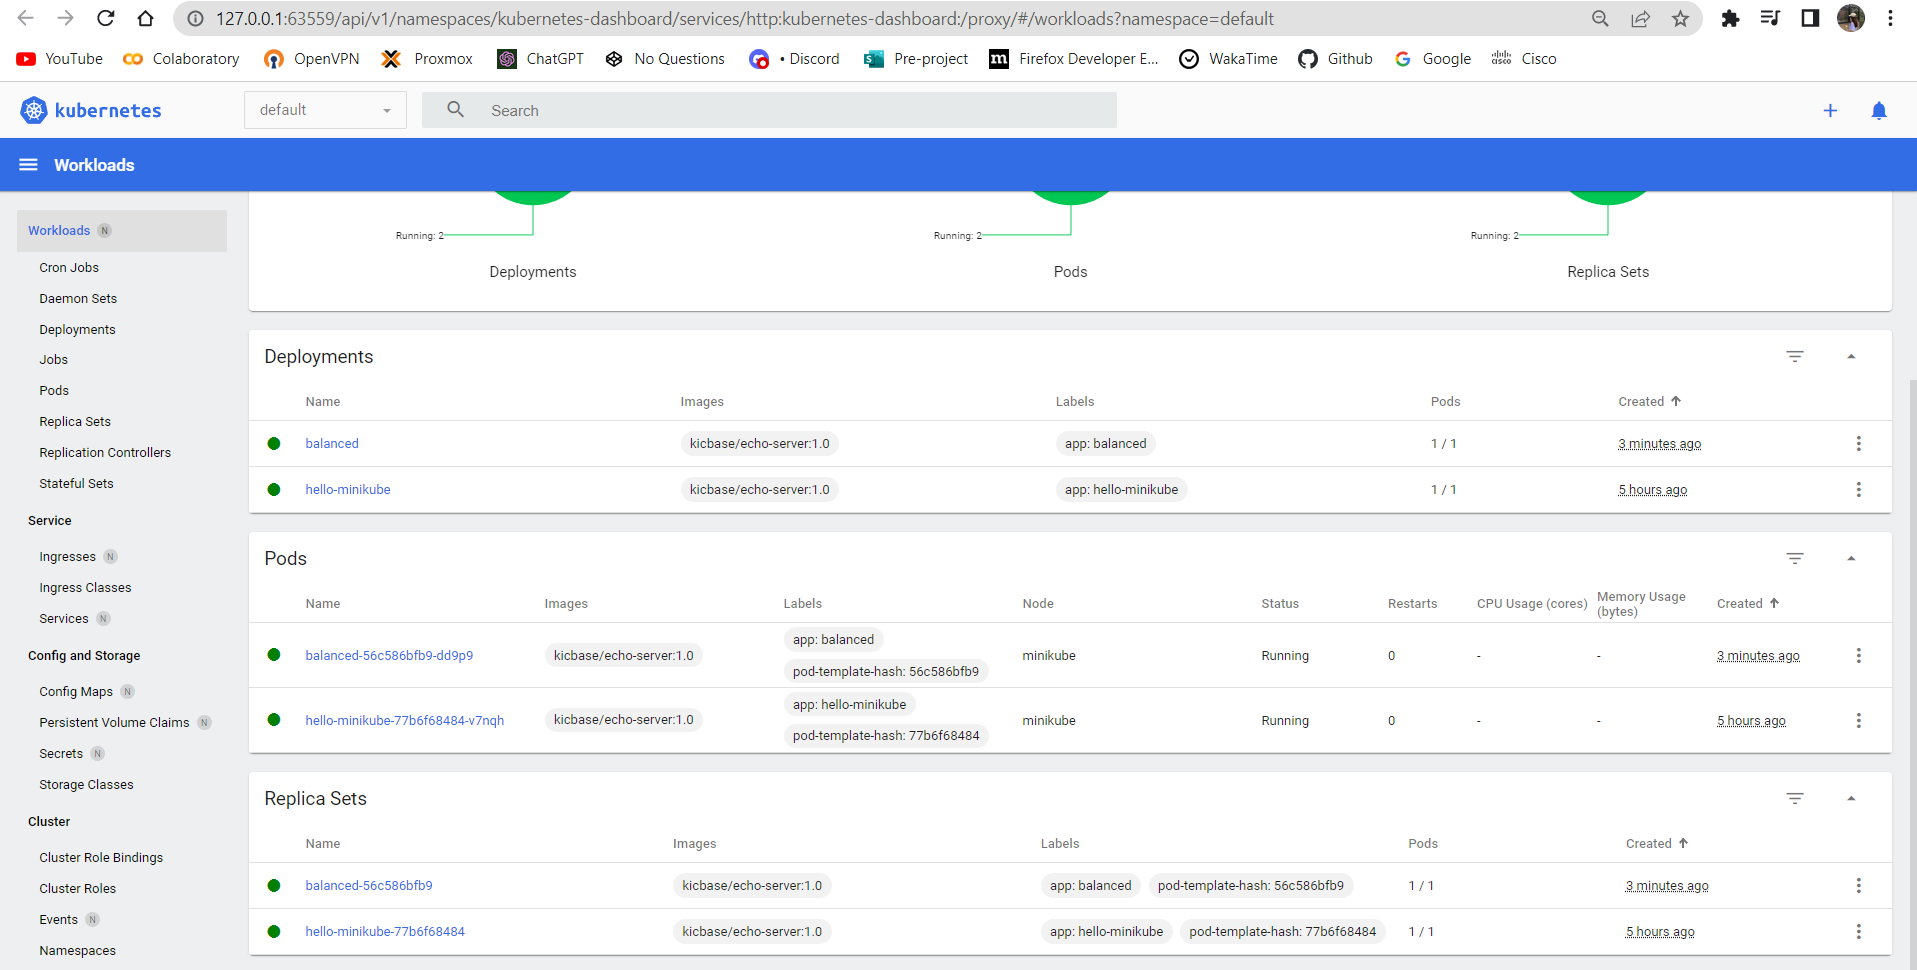 127.0.0.1:63559/api/v1/namespaces/kubernetes-dashboard/services/http:kubernetes-dashboard:/proxy/#/workloads?namespace=default
YouTube Colaboratory OpenVPN Proxmox ChatGPT No Questions • Discord Pre-project Firefox Developer E... WakaTime Github Google Cisco
kubernetes default Search
Workloads
Workloads N
Cron Jobs
Daemon Sets
Deployments
Jobs
Pods
Replica Sets
Replication Controllers
Stateful Sets
Service
Ingresses N
Ingress Classes
Services N
Config and Storage
Config Maps N
Persistent Volume Claims N
Secrets N
Storage Classes
Cluster
Cluster Role Bindings
Cluster Roles
Events N
Namespaces
Running: 2 Running: 2 Running: 2
Deployments Pods Replica Sets
Deployments
Name Images Labels Pods Created
balanced kicbase/echo-server:1.0 app: balanced 1 / 1 3 minutes ago
hello-minikube kicbase/echo-server:1.0 app: hello-minikube 1 / 1 5 hours ago
Pods
Name Images Labels Node Status Restarts CPU Usage (cores) Memory Usage (bytes) Created
balanced-56c586bfb9-dd9p9 kicbase/echo-server:1.0 app: balanced pod-template-hash: 56c586bfb9 minikube Running 0 - - 3 minutes ago
hello-minikube-77b6f68484-v7nqh kicbase/echo-server:1.0 app: hello-minikube pod-template-hash: 77b6f68484 minikube Running 0 - - 5 hours ago
Replica Sets
Name Images Labels Pods Created
balanced-56c586bfb9 kicbase/echo-server:1.0 app: balanced pod-template-hash: 56c586bfb9 1 / 1 3 minutes ago
hello-minikube-77b6f68484 kicbase/echo-server:1.0 app: hello-minikube pod-template-hash: 77b6f68484 1 / 1 5 hours ago